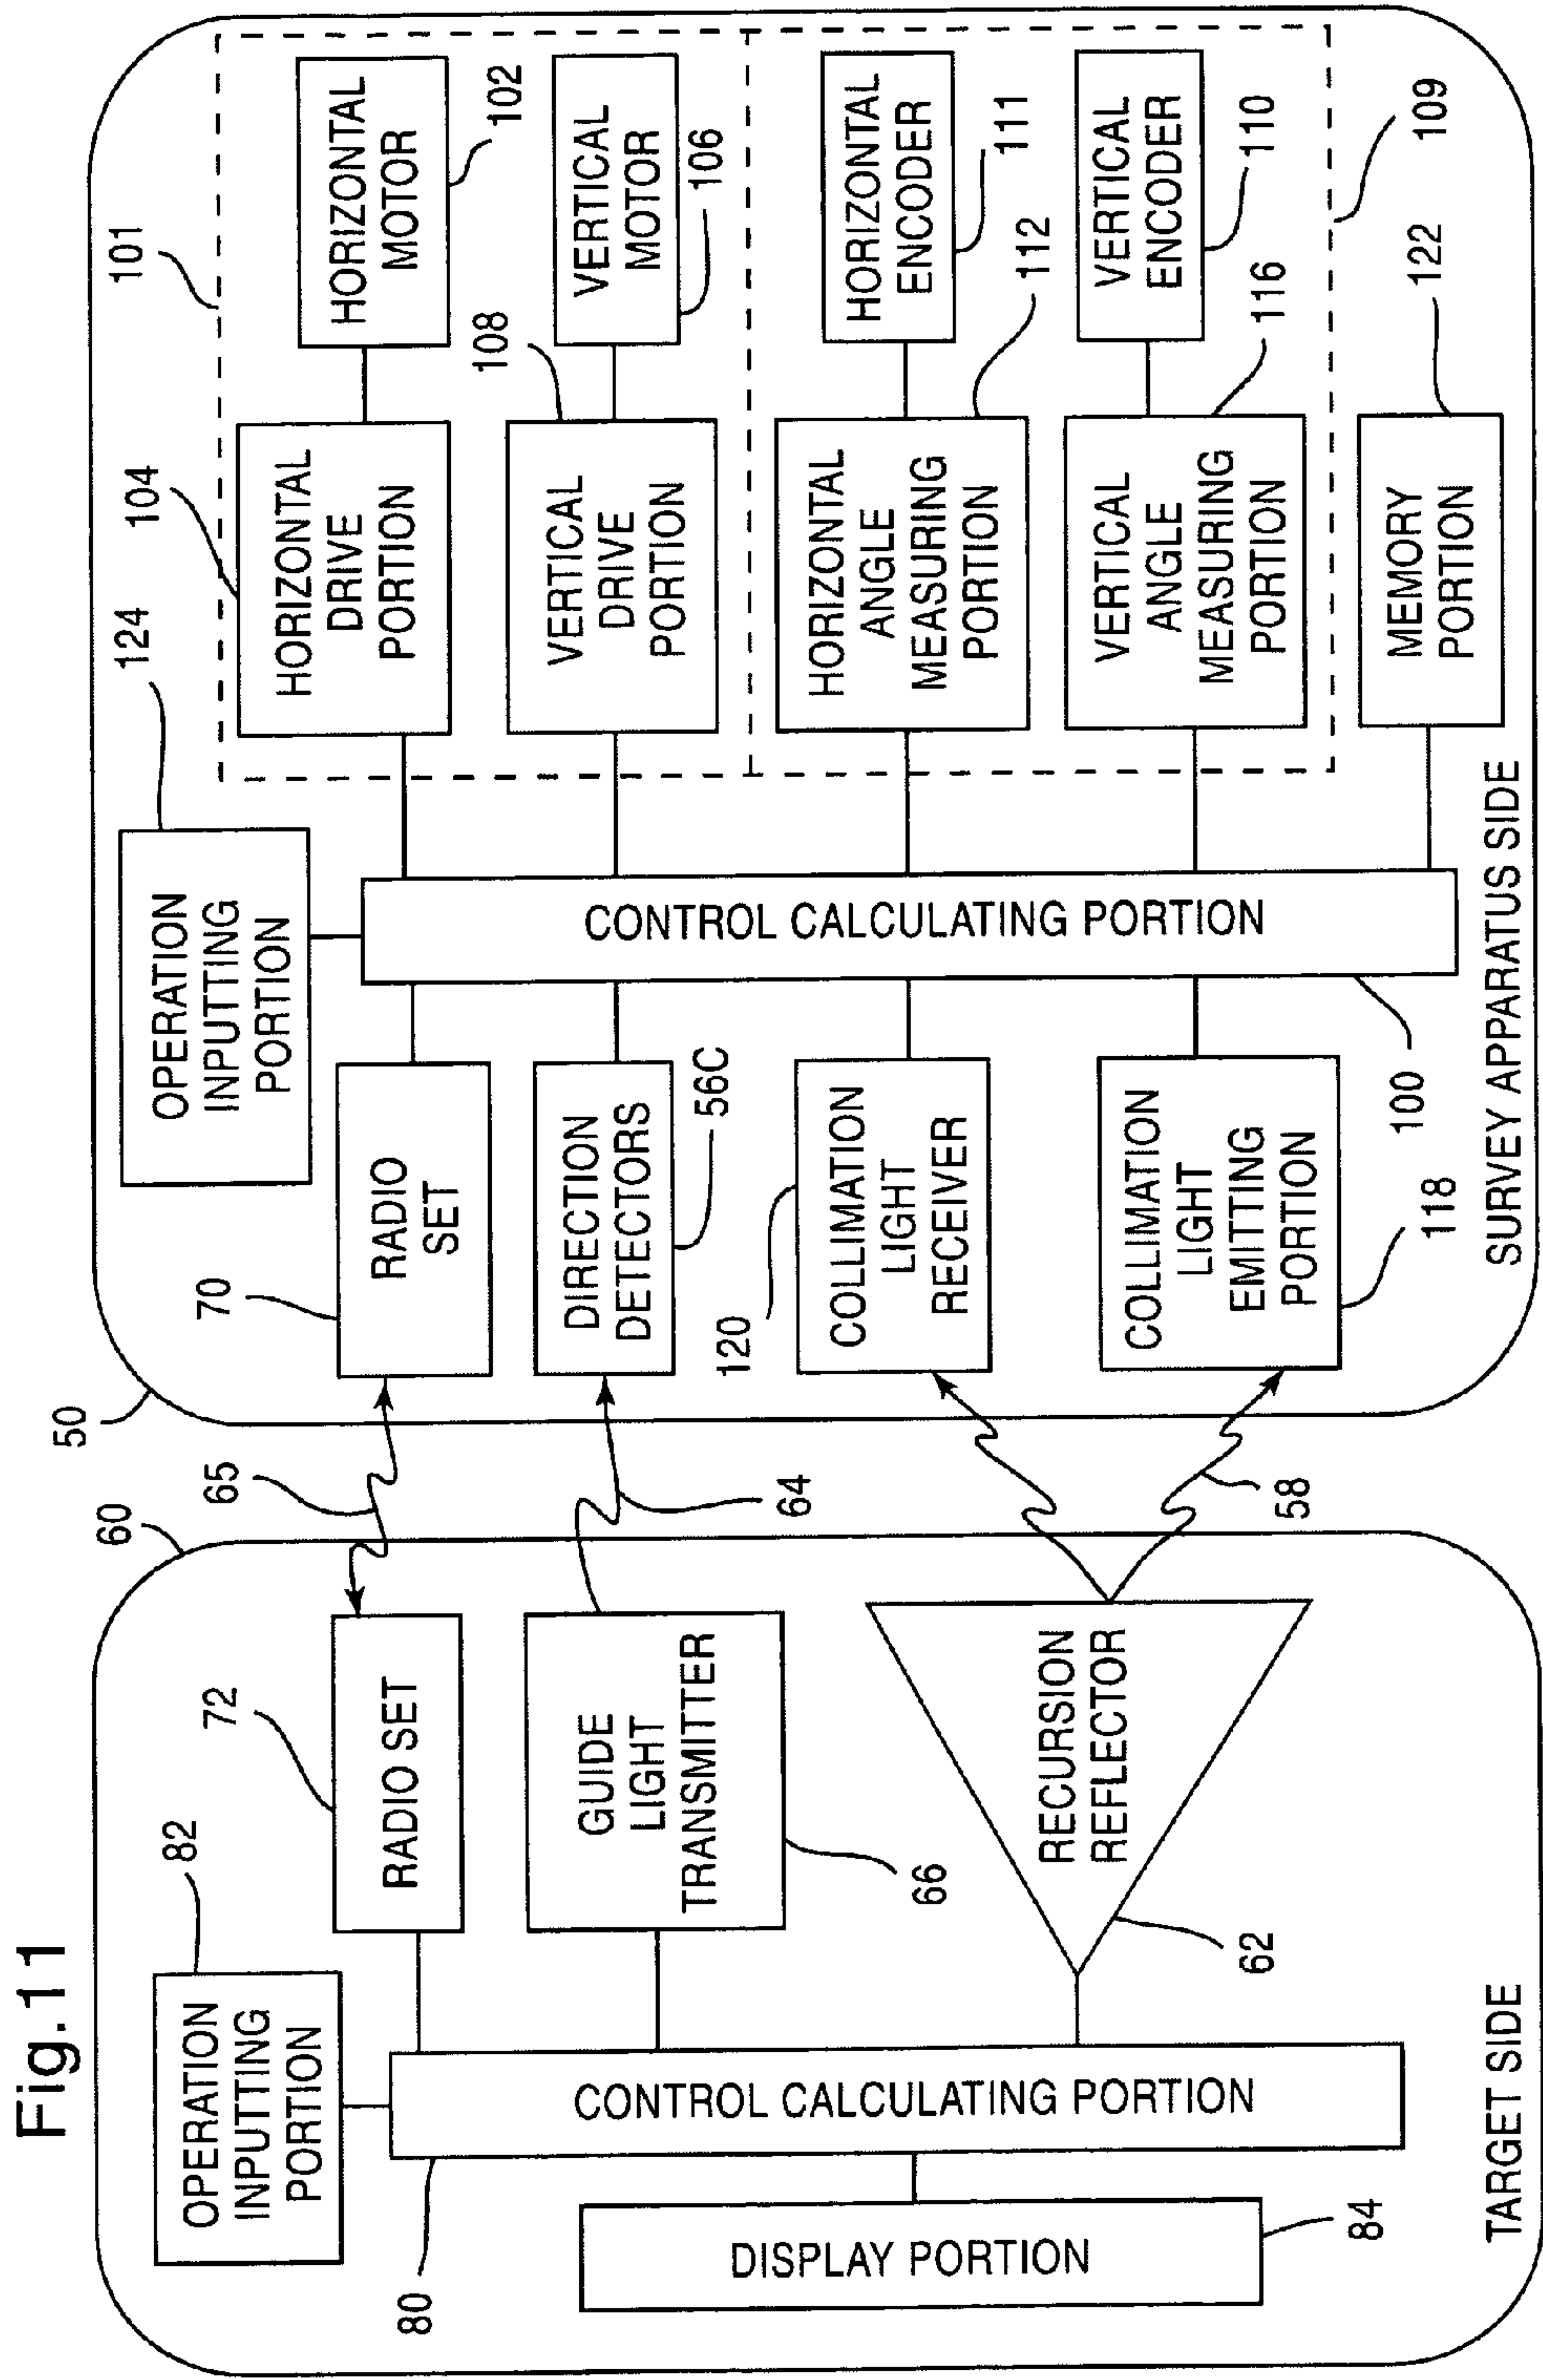 Fig.11
60
82
OPERATION
INPUTTING
PORTION
72
RADIO SET
65
GUIDE
LIGHT
TRANSMITTER
66
64
RECURSION
REFLECTOR
62
58
80
CONTROL CALCULATING PORTION
DISPLAY PORTION
84
TARGET SIDE
50
124
OPERATION
INPUTTING
PORTION
70
RADIO
SET
DIRECTION
DETECTORS
56C
120
COLLIMATION
LIGHT
RECEIVER
COLLIMATION
LIGHT
EMITTING
PORTION
118
CONTROL CALCULATING PORTION
100
101
104
HORIZONTAL
DRIVE
PORTION
HORIZONTAL
MOTOR
102
108
VERTICAL
DRIVE
PORTION
VERTICAL
MOTOR
106
HORIZONTAL
ANGLE
MEASURING
PORTION
112
HORIZONTAL
ENCODER
111
VERTICAL
ANGLE
MEASURING
PORTION
116
VERTICAL
ENCODER
110
109
MEMORY
PORTION
122
SURVEY APPARATUS SIDE